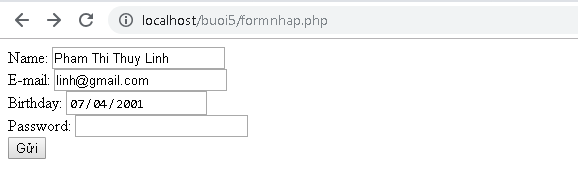 localhost/buoi5/formnhap.php
Name: Pham Thi Thuy Linh
E-mail: linh@gmail.com
Birthday: 07/04/2001
Password:
Gửi